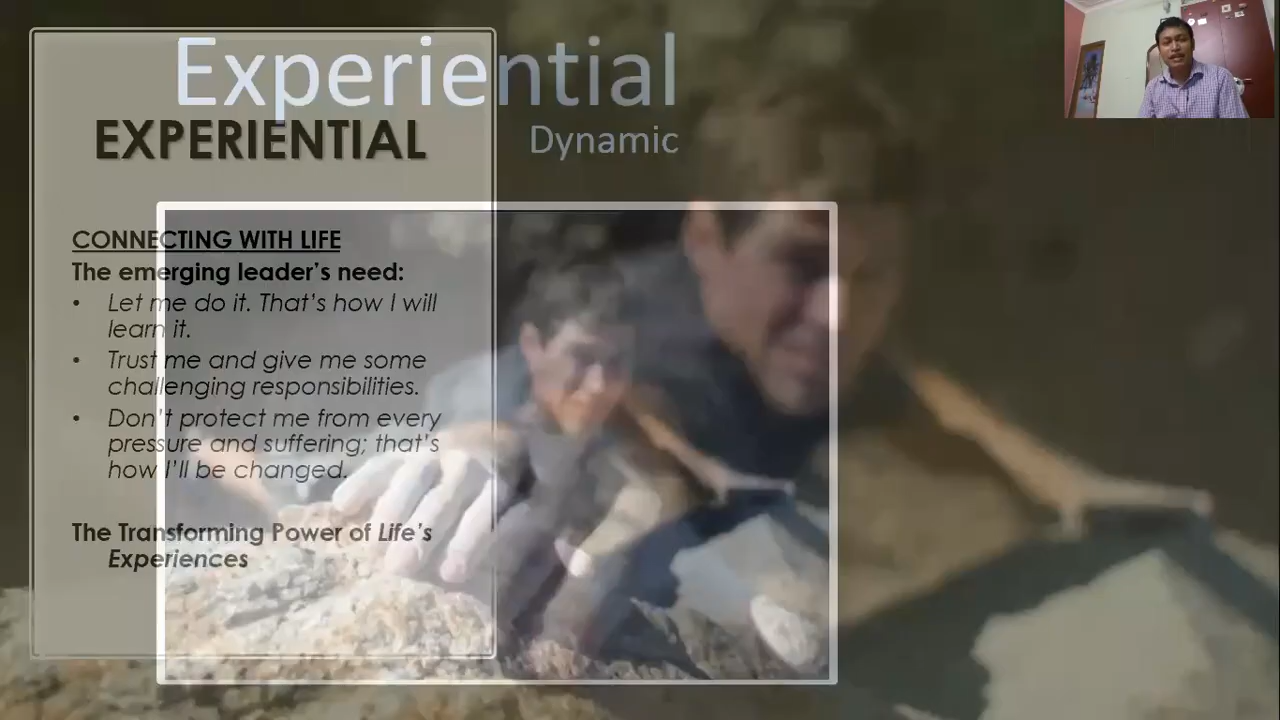 Experiential
Dynamic
EXPERIENTIAL
CONNECTING WITH LIFE
The emerging leader's need:
• Let me do it. That's how I will
learn it.
• Trust me and give me some
challenging responsibilities.
• Don't protect me from every
pressure and suffering; that's
how I'll be changed.
The Transforming Power of Life's
Experiences